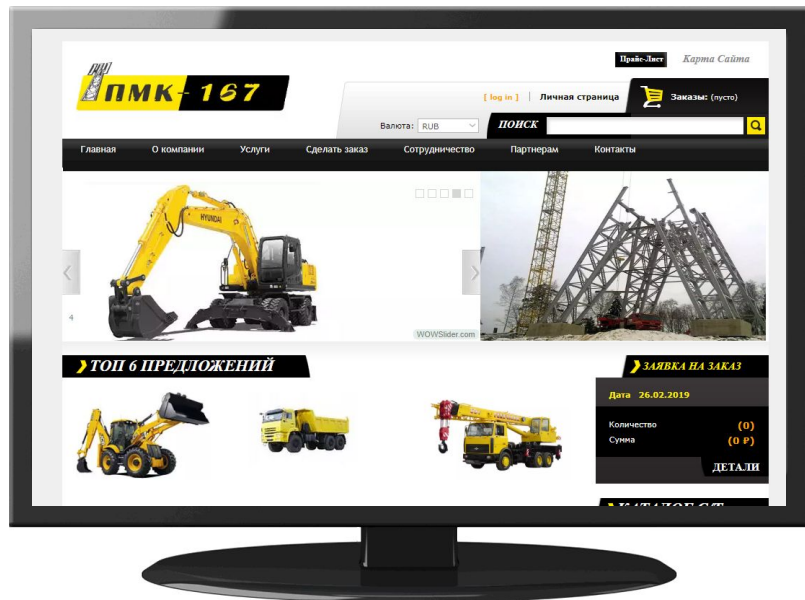 Прайс-Лист
Карта Сайта
ПМК-167
[ log in ] | Личная страница
Заказы: (пусто)
Валюта: RUB
ПОИСК
Главная О компании Услуги Сделать заказ Сотрудничество Партнерам Контакты
HYUNDAI
4
WOWSlider.com
ТОП 6 ПРЕДЛОЖЕНИЙ
ЗАЯВКА НА ЗАКАЗ
Дата 26.02.2019
Количество (0)
Сумма (0 ₽)
ДЕТАЛИ